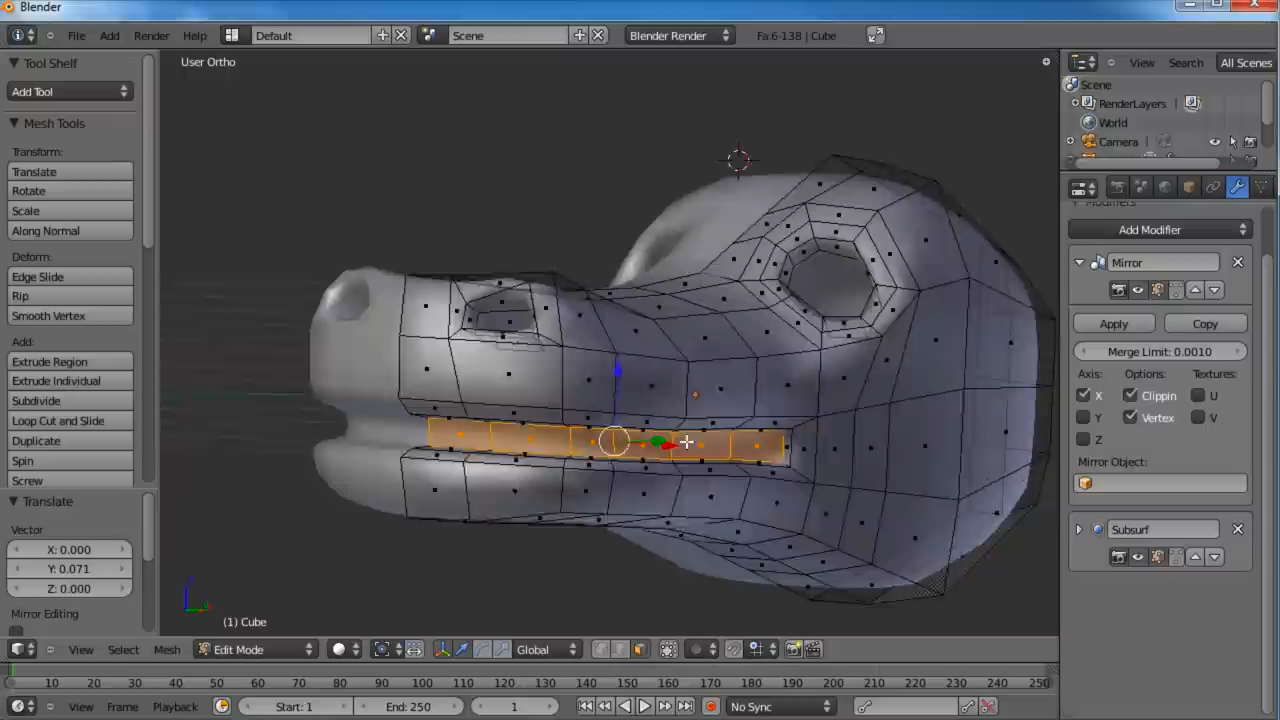 Blender
File Add Render Help Default Scene Blender Render Fa:6-138 | Cube
Tool Shelf
Add Tool
Mesh Tools
Transform:
Translate
Rotate
Scale
Along Normal
Deform:
Edge Slide
Rip
Smooth Vertex
Add:
Extrude Region
Extrude Individual
Subdivide
Loop Cut and Slide
Duplicate
Spin
Screw
Translate
Vector
X: 0.000
Y: 0.071
Z: 0.000
Mirror Editing
User Ortho
(1) Cube
View Search All Scenes
Scene
RenderLayers
World
Camera
Modifiers
Add Modifier
Mirror
Apply Copy
Merge Limit: 0.0010
Axis: Options: Textures:
X Clippin U
Y Vertex V
Z
Mirror Object:
Subsurf
View Select Mesh Edit Mode Global
10 20 30 40 50 60 70 80 90 100 110 120 130 140 150 160 170 180 190 200 210 220 230 240 250
View Frame Playback Start: 1 End: 250 1 No Sync